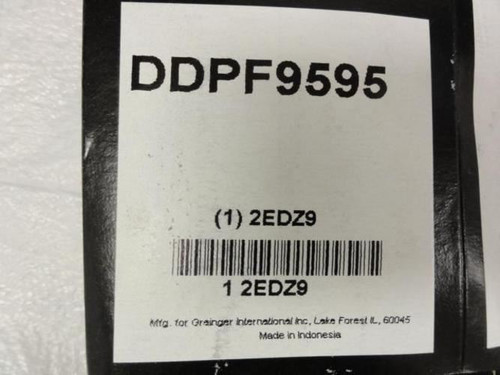 DDPF9595
(1) 2EDZ9
1 2EDZ9
Mfg. for Grainger International Inc, Lake Forest IL, 60045
Made in Indonesia